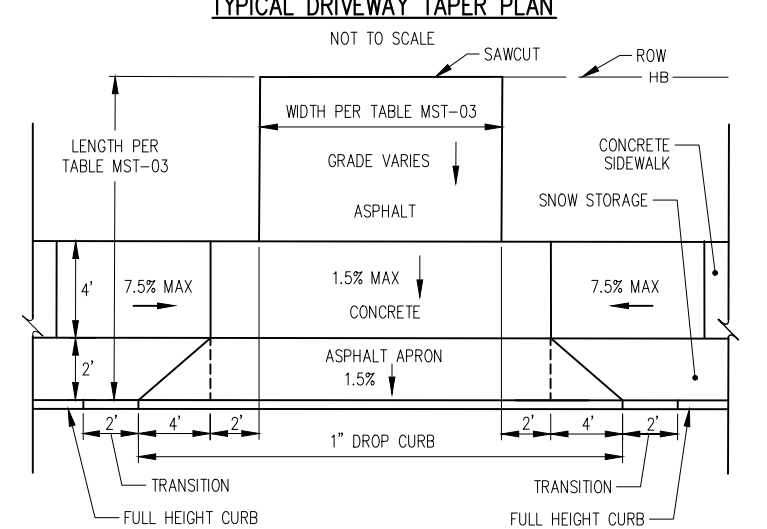 TYPICAL DRIVEWAY TAPER PLAN
NOT TO SCALE
SAWCUT
ROW
HB
WIDTH PER TABLE MST-03
LENGTH PER
TABLE MST-03
CONCRETE
SIDEWALK
GRADE VARIES
SNOW STORAGE
ASPHALT
4'
7.5% MAX
1.5% MAX
7.5% MAX
CONCRETE
2'
ASPHALT APRON
1.5%
2'
4'
2'
2'
4'
2'
1" DROP CURB
TRANSITION
TRANSITION
FULL HEIGHT CURB
FULL HEIGHT CURB